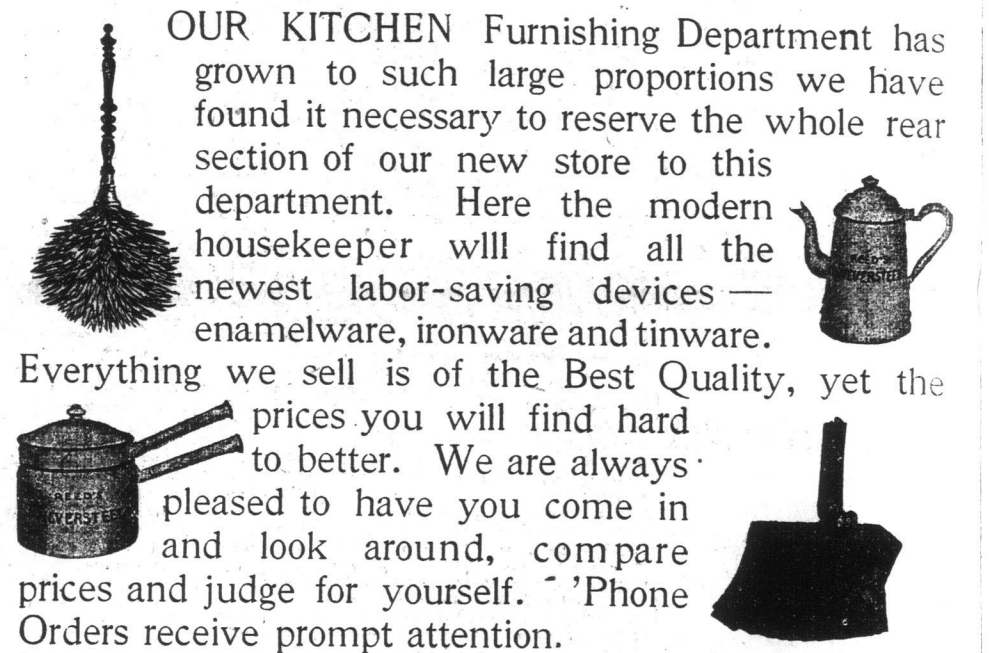 OUR KITCHEN Furnishing Department has
grown to such large proportions we have
found it necessary to reserve the whole rear
section of our new store to this
department. Here the modern
housekeeper wlll find all the
newest labor-saving devices —
enamelware, ironware and tinware.
Everything we sell is of the Best Quality, yet the
prices you will find hard
to better. We are always
pleased to have you come in
and look around, compare
prices and judge for yourself. 'Phone
Orders receive prompt attention.
REED'S
REED'S